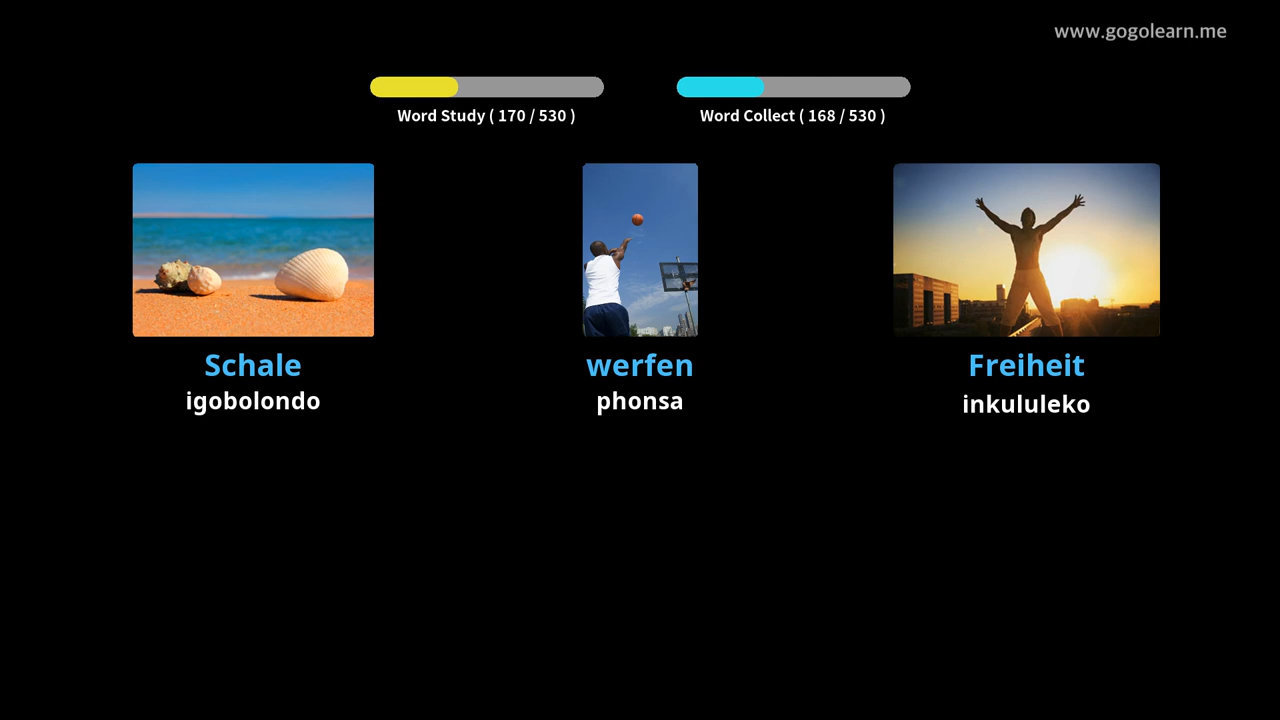 www.gogolearn.me
Word Study ( 170 / 530 )
Word Collect ( 168 / 530 )
Schale
igobolondo
werfen
phonsa
Freiheit
inkululeko